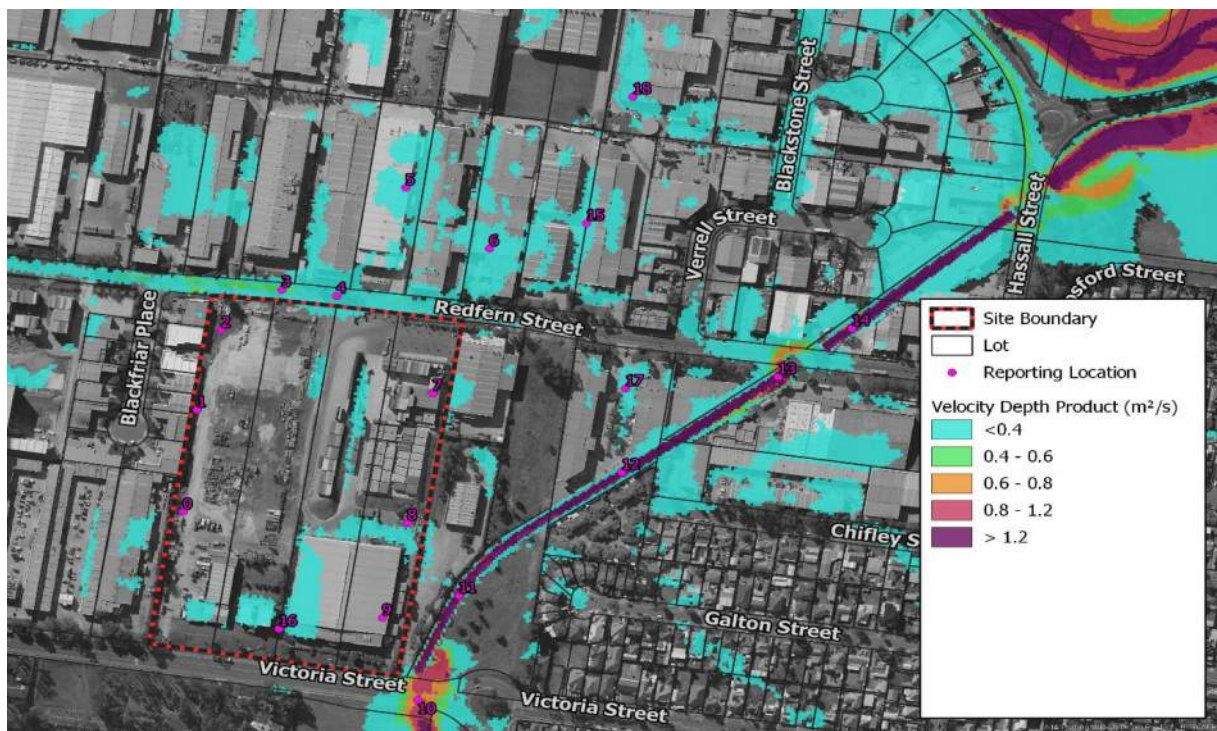 18
Blackstone Street
5
15
6
Verrell Street
Hassall Street
sford Street
3
4
Redfern Street
2
Blackfriar Place
14
13
17
7
1
12
0
8
Chifley S
11
9
16
Galton Street
Victoria Street
Victoria Street
10
Site Boundary
Lot
Reporting Location
Velocity Depth Product (m²/s)
<0.4
0.4 - 0.6
0.6 - 0.8
0.8 - 1.2
> 1.2